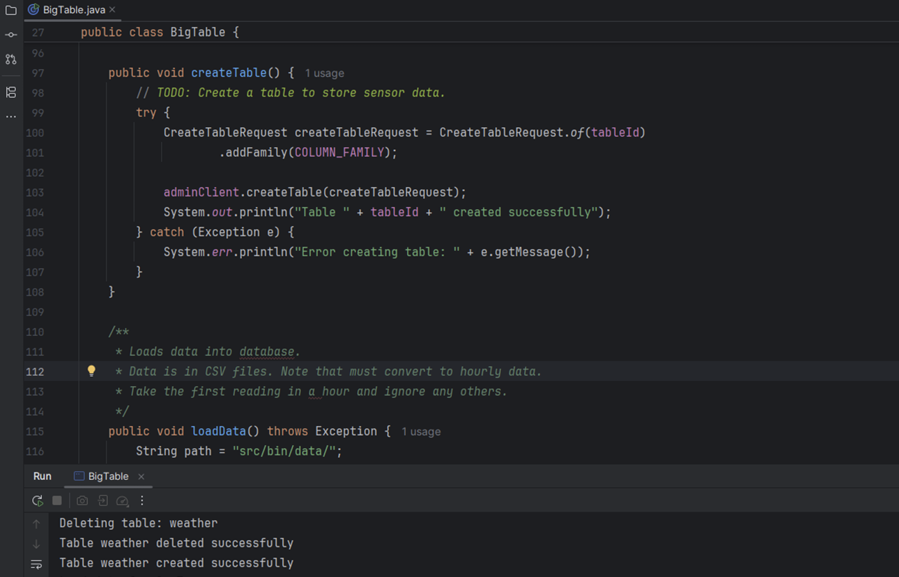 BigTable.java ×
27 public class BigTable {
96
97 public void createTable() { 1 usage
98 // TODO: Create a table to store sensor data.
99 try {
100 CreateTableRequest createTableRequest = CreateTableRequest.of(tableId)
101 .addFamily(COLUMN_FAMILY);
102
103 adminClient.createTable(createTableRequest);
104 System.out.println("Table " + tableId + " created successfully");
105 } catch (Exception e) {
106 System.err.println("Error creating table: " + e.getMessage());
107 }
108 }
109
110 /**
111 * Loads data into database.
112 * Data is in CSV files. Note that must convert to hourly data.
113 * Take the first reading in a hour and ignore any others.
114 */
115 public void loadData() throws Exception { 1 usage
116 String path = "src/bin/data/";
Run BigTable ×
Deleting table: weather
Table weather deleted successfully
Table weather created successfully